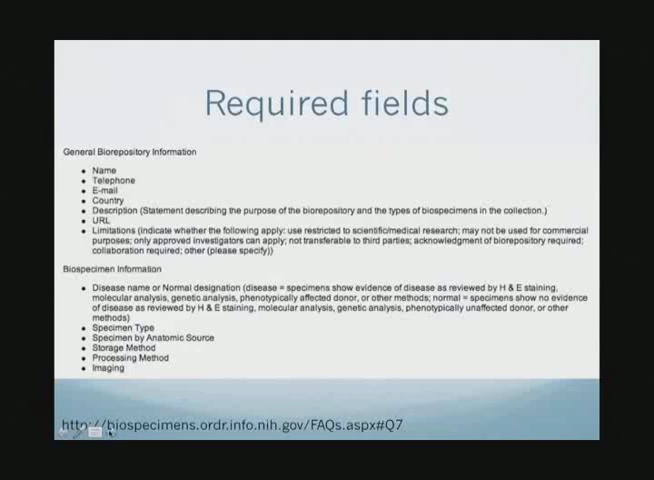 Required fields
General Biorepository Information
• Name
• Telephone
• E-mail
• Country
• Description (Statement describing the purpose of the biorepository and the types of biospecimens in the collection.)
• URL
• Limitations (Indicate whether the following apply: use restricted to scientific/medical research; may not be used for commercial
purposes; only approved investigators can apply; not transferable to third parties; acknowledgment of biorepository required;
collaboration required; other (please specify))
Biospecimen Information
• Disease name or Normal designation (disease = specimens show evidence of disease as reviewed by H & E staining,
molecular analysis, genetic analysis, phenotypically affected donor, or other methods; normal = specimens show no evidence
of disease as reviewed by H & E staining, molecular analysis, genetic analysis, phenotypically unaffected donor, or other
methods)
• Specimen Type
• Specimen by Anatomic Source
• Storage Method
• Processing Method
• Imaging
http://biospecimens.ordr.info.nih.gov/FAQs.aspx#Q7